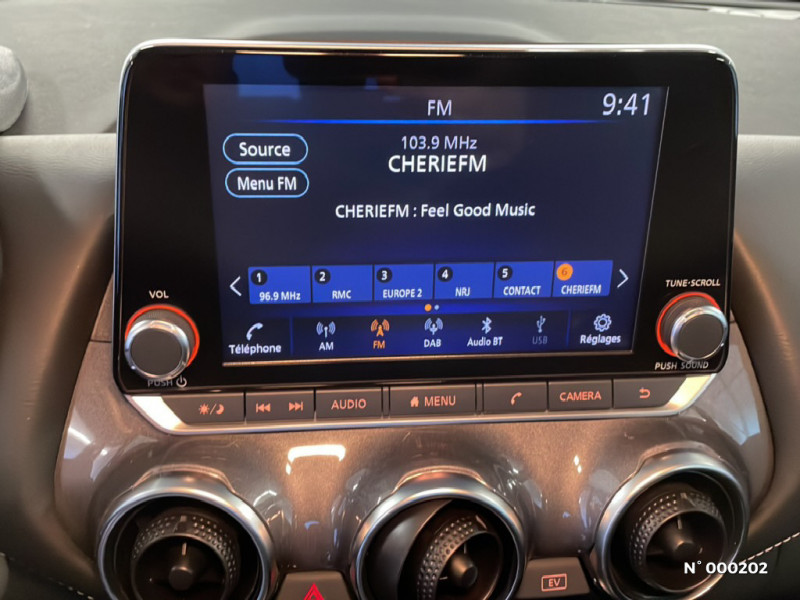 FM
9:41
Source
103.9 MHz
CHERIEFM
Menu FM
CHERIEFM : Feel Good Music
1 2 3 4 5 6
96.9 MHz RMC EUROPE 2 NRJ CONTACT CHERIEFM
Téléphone AM FM DAB Audio BT USB Réglages
VOL
PUSH
TUNE·SCROLL
PUSH SOUND
AUDIO MENU CAMERA
EV
N°000202